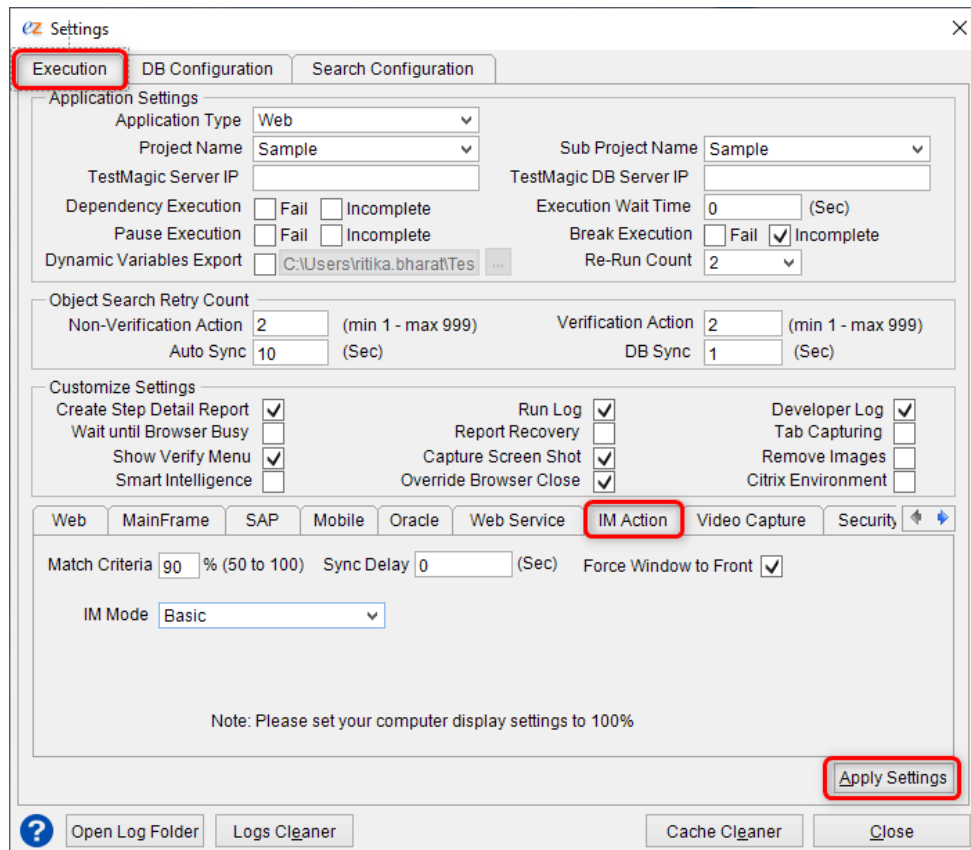 ez Settings
Execution DB Configuration Search Configuration
Application Settings
Application Type Web
Project Name Sample Sub Project Name Sample
TestMagic Server IP TestMagic DB Server IP
Dependency Execution Fail Incomplete Execution Wait Time 0 (Sec)
Pause Execution Fail Incomplete Break Execution Fail Incomplete
Dynamic Variables Export C:\Users\ritika.bharat\Tes ... Re-Run Count 2
Object Search Retry Count
Non-Verification Action 2 (min 1 - max 999) Verification Action 2 (min 1 - max 999)
Auto Sync 10 (Sec) DB Sync 1 (Sec)
Customize Settings
Create Step Detail Report Run Log Developer Log
Wait until Browser Busy Report Recovery Tab Capturing
Show Verify Menu Capture Screen Shot Remove Images
Smart Intelligence Override Browser Close Citrix Environment
Web MainFrame SAP Mobile Oracle Web Service IM Action Video Capture Security
Match Criteria 90 % (50 to 100) Sync Delay 0 (Sec) Force Window to Front
IM Mode Basic
Note: Please set your computer display settings to 100%
Apply Settings
? Open Log Folder Logs Cleaner Cache Cleaner Close